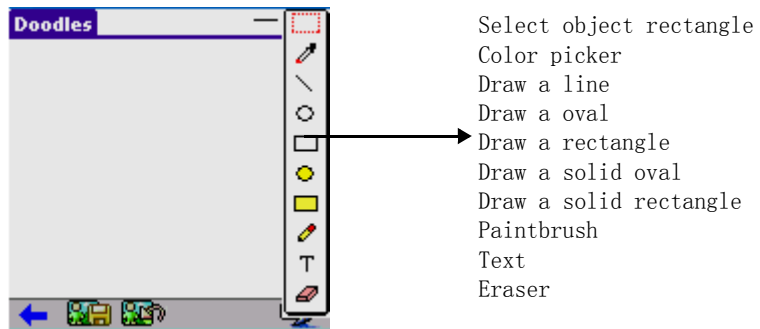 Doodles
Select object rectangle
Color picker
Draw a line
Draw a oval
Draw a rectangle
Draw a solid oval
Draw a solid rectangle
Paintbrush
Text
Eraser
T